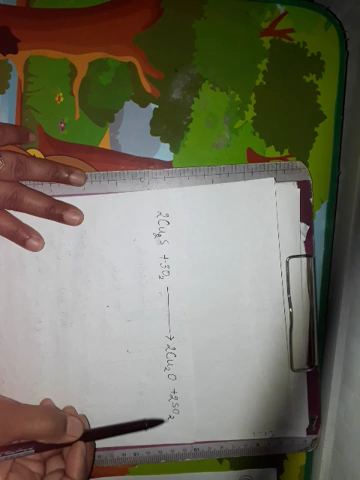 2Cu₂S + 3O₂ ⟶ 2Cu₂O + 2SO₂